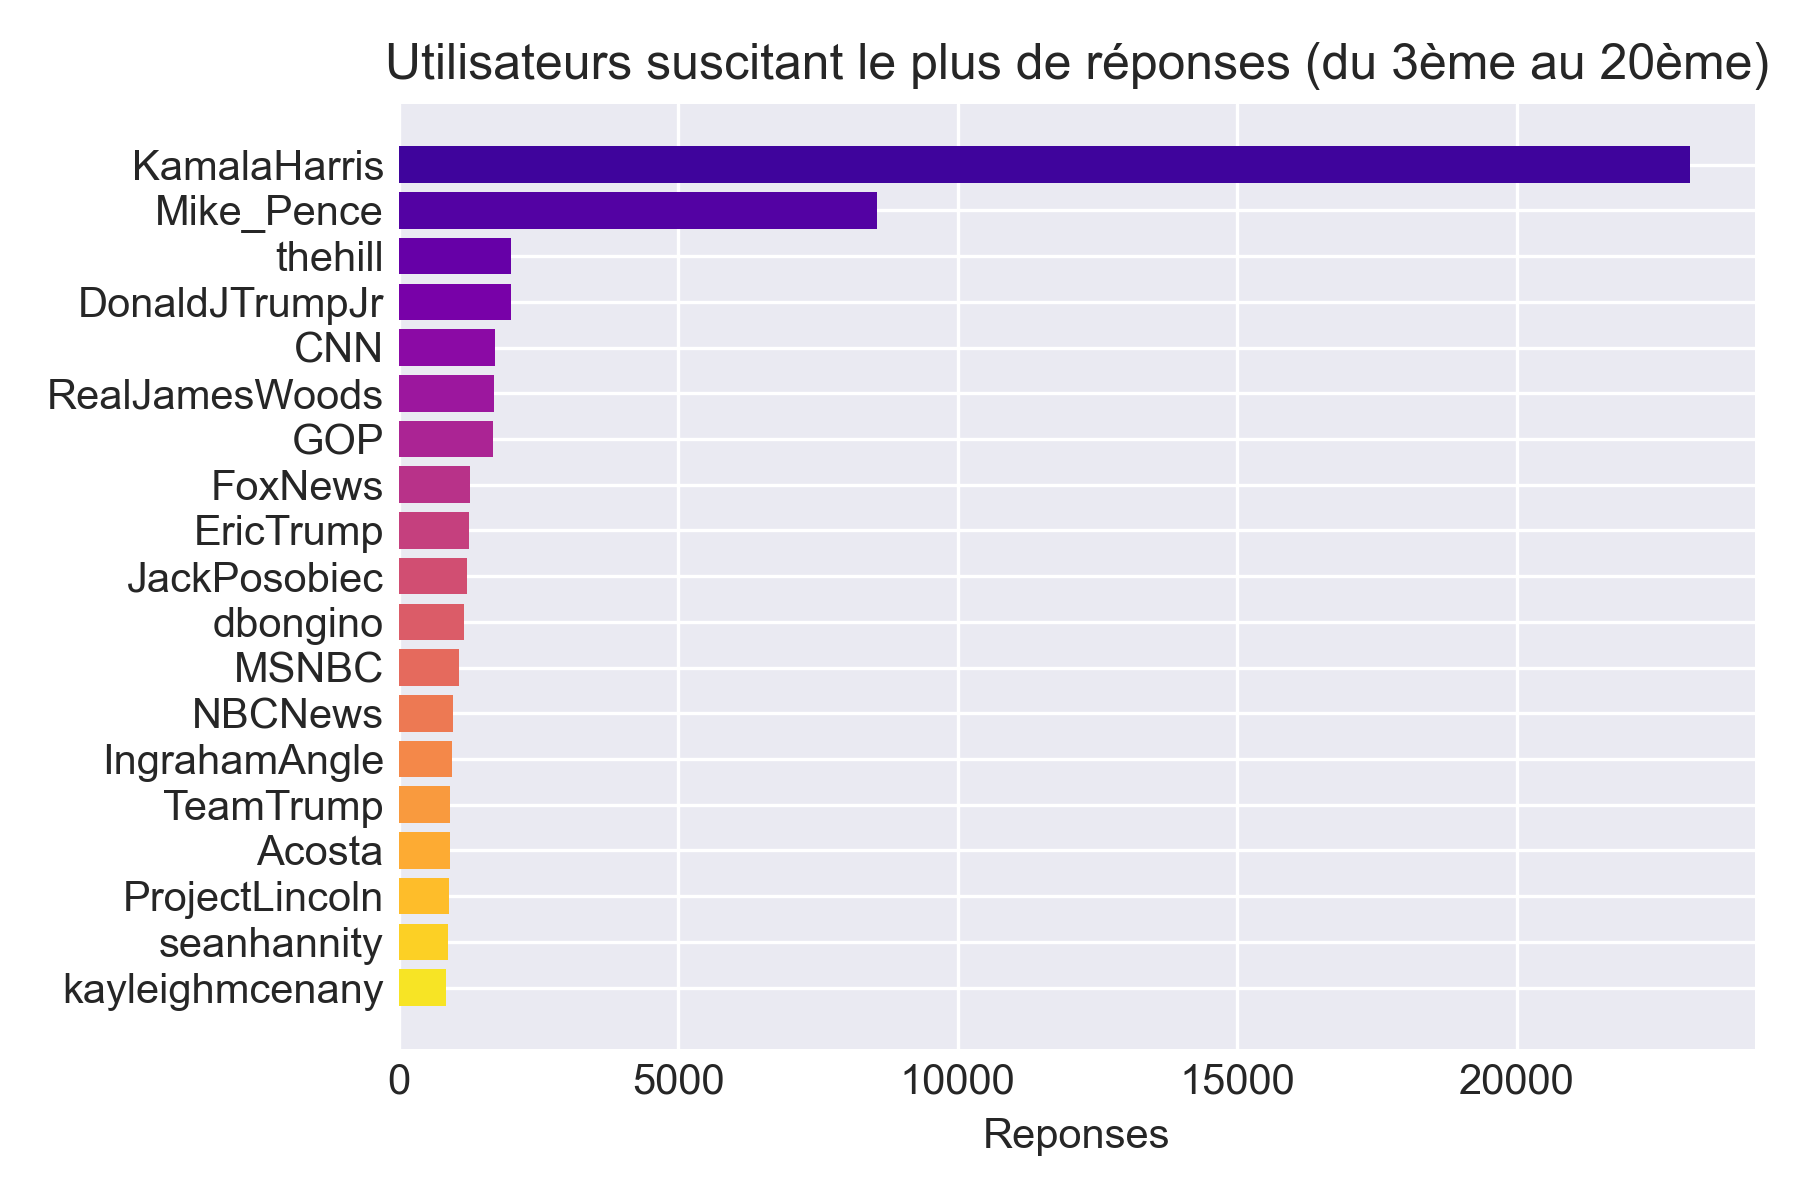 Utilisateurs suscitant le plus de réponses (du 3ème au 20ème)
KamalaHarris
Mike_Pence
thehill
DonaldJTrumpJr
CNN
RealJamesWoods
GOP
FoxNews
EricTrump
JackPosobiec
dbongino
MSNBC
NBCNews
IngrahamAngle
TeamTrump
Acosta
ProjectLincoln
seanhannity
kayleighmcenany
0 5000 10000 15000 20000
Reponses